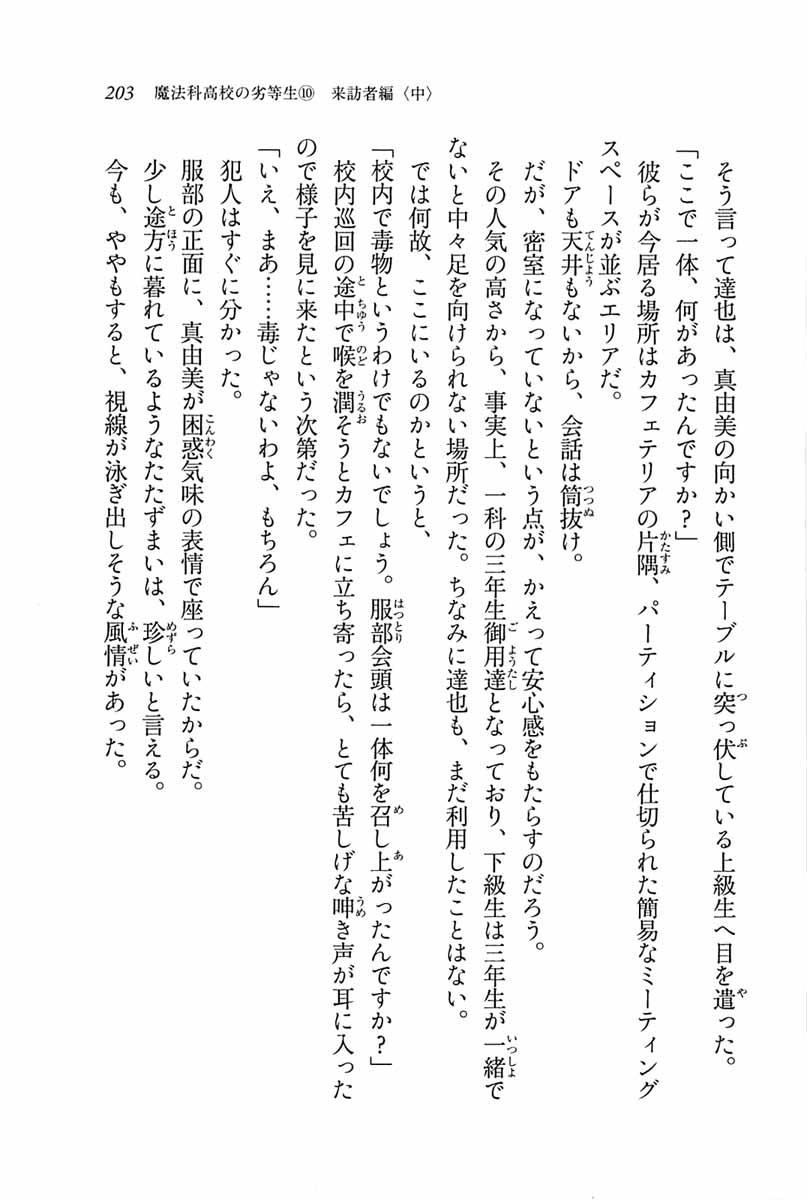 203　魔法科高校の劣等生⑩　来訪者編〈中〉
そう言って達也は、真由美の向かい側でテーブルに突っ伏している上級生へ目を遣った。
「ここで一体、何があったんですか？」
彼らが今居る場所はカフェテリアの片隅、パーティションで仕切られた簡易なミーティング
スペースが並ぶエリアだ。
ドアも天井もないから、会話は筒抜け。
だが、密室になっていないという点が、かえって安心感をもたらすのだろう。
その人気の高さから、事実上、一科の三年生御用達となっており、下級生は三年生が一緒で
ないと中々足を向けられない場所だった。ちなみに達也も、まだ利用したことはない。
では何故、ここにいるのかというと、
「校内で毒物というわけでもないでしょう。服部会頭は一体何を召し上がったんですか？」
校内巡回の途中で喉を潤そうとカフェに立ち寄ったら、とても苦しげな呻き声が耳に入った
ので様子を見に来たという次第だった。
「いえ、まあ……毒じゃないわよ、もちろん」
犯人はすぐに分かった。
服部の正面に、真由美が困惑気味の表情で座っていたからだ。
少し途方に暮れているようなたたずまいは、珍しいと言える。
今も、ややもすると、視線が泳ぎ出しそうな風情があった。